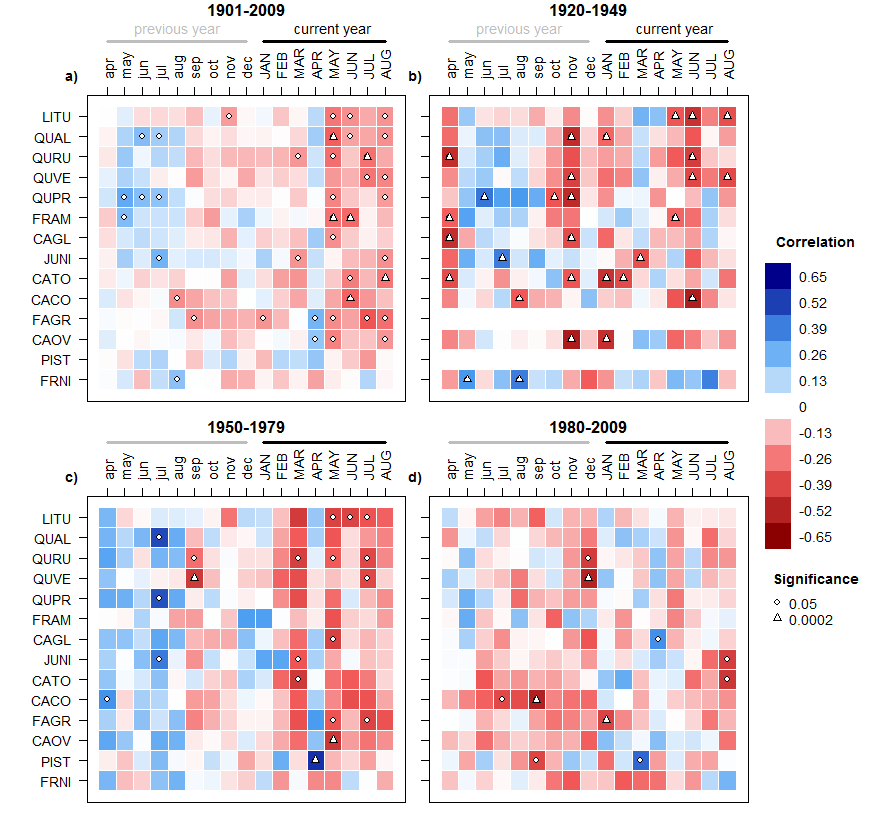 1901-2009
previous year current year
a) apr may jun jul aug sep oct nov dec JAN FEB MAR APR MAY JUN JUL AUG
LITU
QUAL
QURU
QUVE
QUPR
FRAM
CAGL
JUNI
CATO
CACO
FAGR
CAOV
PIST
FRNI
1920-1949
previous year current year
b) apr may jun jul aug sep oct nov dec JAN FEB MAR APR MAY JUN JUL AUG
Correlation
0.65
0.52
0.39
0.26
0.13
0
-0.13
-0.26
-0.39
-0.52
-0.65
Significance
0.05
0.0002
1950-1979
c) apr may jun jul aug sep oct nov dec JAN FEB MAR APR MAY JUN JUL AUG
LITU
QUAL
QURU
QUVE
QUPR
FRAM
CAGL
JUNI
CATO
CACO
FAGR
CAOV
PIST
FRNI
1980-2009
d) apr may jun jul aug sep oct nov dec JAN FEB MAR APR MAY JUN JUL AUG